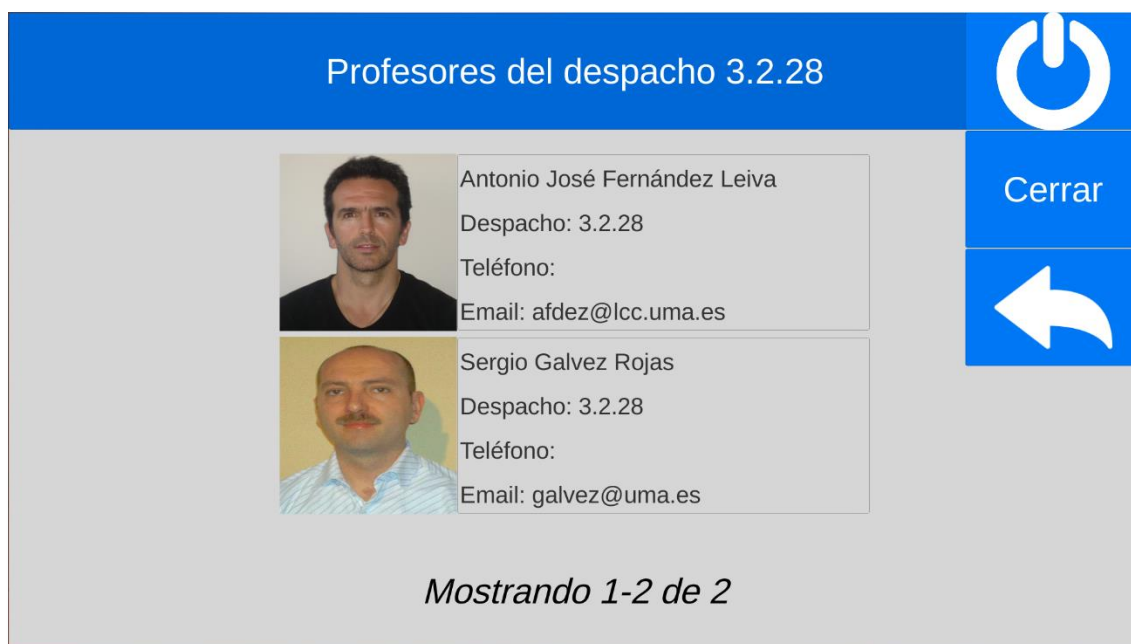 Profesores del despacho 3.2.28
Cerrar
Antonio José Fernández Leiva
Despacho: 3.2.28
Teléfono:
Email: afdez@lcc.uma.es
Sergio Galvez Rojas
Despacho: 3.2.28
Teléfono:
Email: galvez@uma.es
Mostrando 1-2 de 2